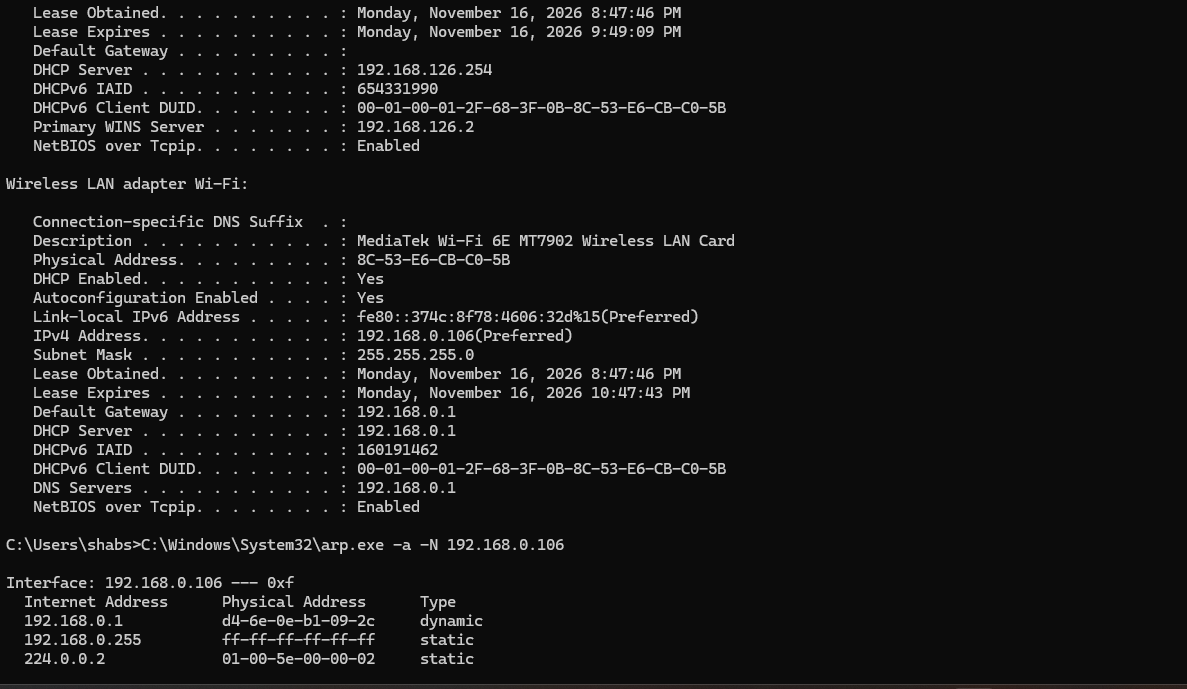 Lease Obtained. . . . . . . . . . : Monday, November 16, 2026 8:47:46 PM
Lease Expires . . . . . . . . . . : Monday, November 16, 2026 9:49:09 PM
Default Gateway . . . . . . . . . :
DHCP Server . . . . . . . . . . . : 192.168.126.254
DHCPv6 IAID . . . . . . . . . . . : 654331990
DHCPv6 Client DUID. . . . . . . . : 00-01-00-01-2F-68-3F-0B-8C-53-E6-CB-C0-5B
Primary WINS Server . . . . . . . : 192.168.126.2
NetBIOS over Tcpip. . . . . . . . : Enabled
Wireless LAN adapter Wi-Fi:
Connection-specific DNS Suffix  . :
Description . . . . . . . . . . . : MediaTek Wi-Fi 6E MT7902 Wireless LAN Card
Physical Address. . . . . . . . . : 8C-53-E6-CB-C0-5B
DHCP Enabled. . . . . . . . . . . : Yes
Autoconfiguration Enabled . . . . : Yes
Link-local IPv6 Address . . . . . : fe80::374c:8f78:4606:32d%15(Preferred)
IPv4 Address. . . . . . . . . . . : 192.168.0.106(Preferred)
Subnet Mask . . . . . . . . . . . : 255.255.255.0
Lease Obtained. . . . . . . . . . : Monday, November 16, 2026 8:47:46 PM
Lease Expires . . . . . . . . . . : Monday, November 16, 2026 10:47:43 PM
Default Gateway . . . . . . . . . : 192.168.0.1
DHCP Server . . . . . . . . . . . : 192.168.0.1
DHCPv6 IAID . . . . . . . . . . . : 160191462
DHCPv6 Client DUID. . . . . . . . : 00-01-00-01-2F-68-3F-0B-8C-53-E6-CB-C0-5B
DNS Servers . . . . . . . . . . . : 192.168.0.1
NetBIOS over Tcpip. . . . . . . . : Enabled
C:\Users\shabs>C:\Windows\System32\arp.exe -a -N 192.168.0.106
Interface: 192.168.0.106 --- 0xf
Internet Address      Physical Address      Type
192.168.0.1           d4-6e-0e-b1-09-2c     dynamic
192.168.0.255         ff-ff-ff-ff-ff-ff     static
224.0.0.2             01-00-5e-00-00-02     static